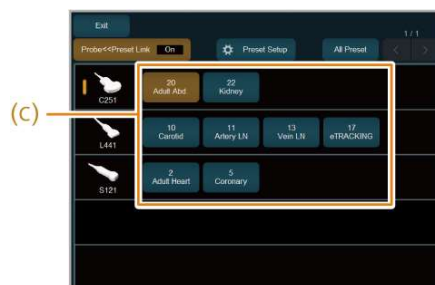 Exit
1/1
Probe<<Preset Link On
Preset Setup
All Preset
< >
20
Adult Abd
22
Kidney
C251
(C)
10
Carotid
11
Artery LN
13
Vein LN
17
eTRACKING
L441
2
Adult Heart
5
Coronary
S121